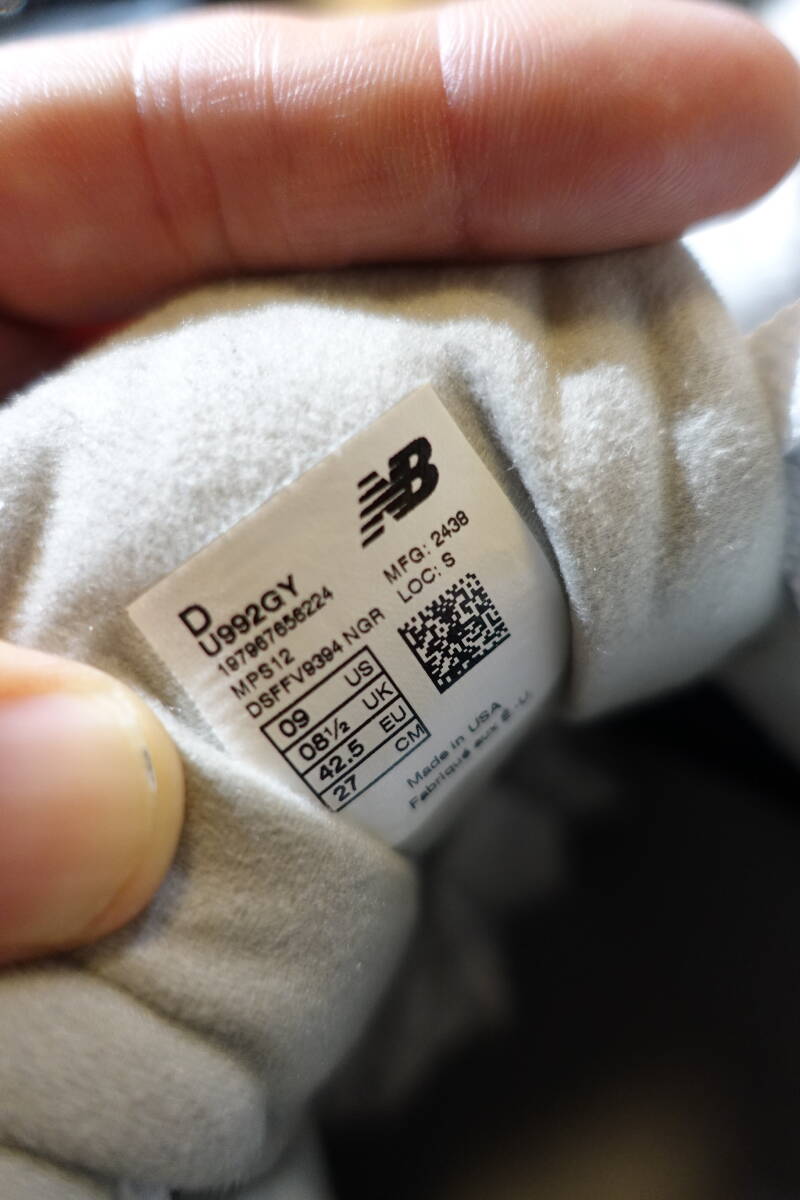 NB
MFG: 2438
LOC: S
D
U992GY
197967656224
MPS12
DSFFV9394 NGR
09 US
08½ UK
42.5 EU
27 CM
Made in USA
Fabriqué aux É.-U.